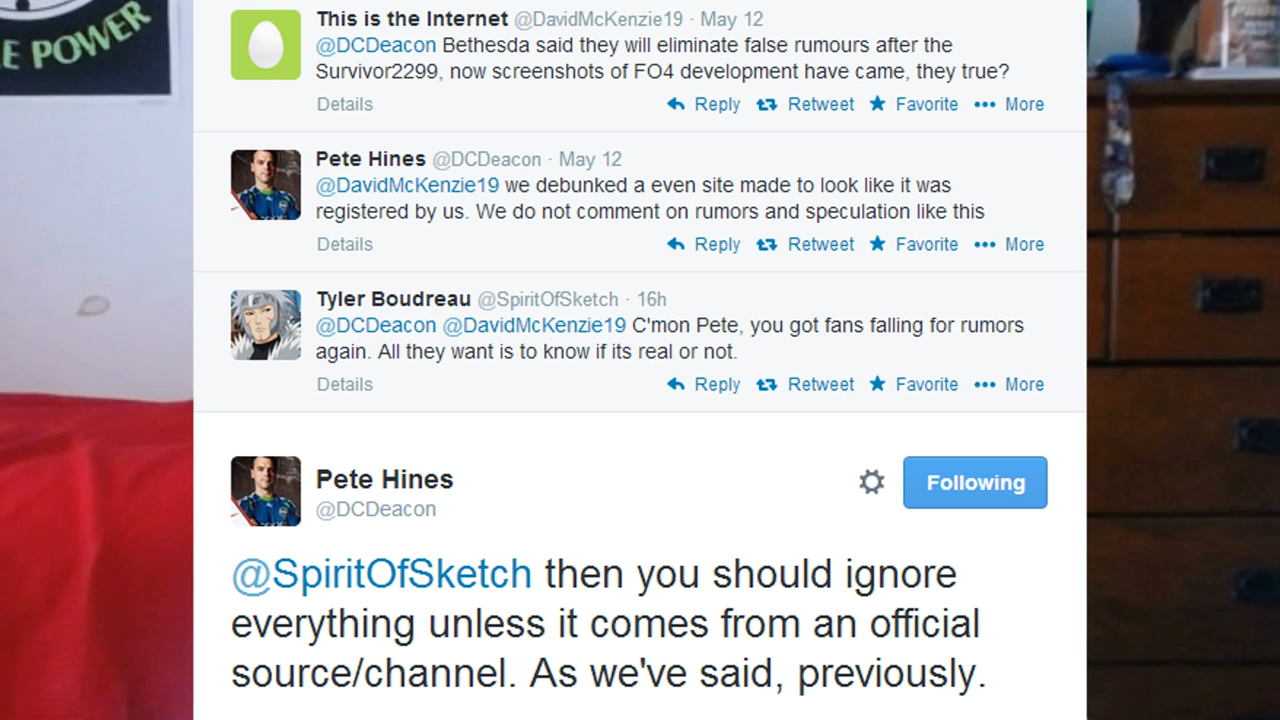 E POWER
This is the Internet @DavidMcKenzie19 · May 12
@DCDeacon Bethesda said they will eliminate false rumours after the
Survivor2299, now screenshots of FO4 development have came, they true?
Details Reply Retweet Favorite More
Pete Hines @DCDeacon · May 12
@DavidMcKenzie19 we debunked a even site made to look like it was
registered by us. We do not comment on rumors and speculation like this
Details Reply Retweet Favorite More
Tyler Boudreau @SpiritOfSketch · 16h
@DCDeacon @DavidMcKenzie19 C'mon Pete, you got fans falling for rumors
again. All they want is to know if its real or not.
Details Reply Retweet Favorite More
Pete Hines
@DCDeacon
Following
@SpiritOfSketch then you should ignore
everything unless it comes from an official
source/channel. As we've said, previously.